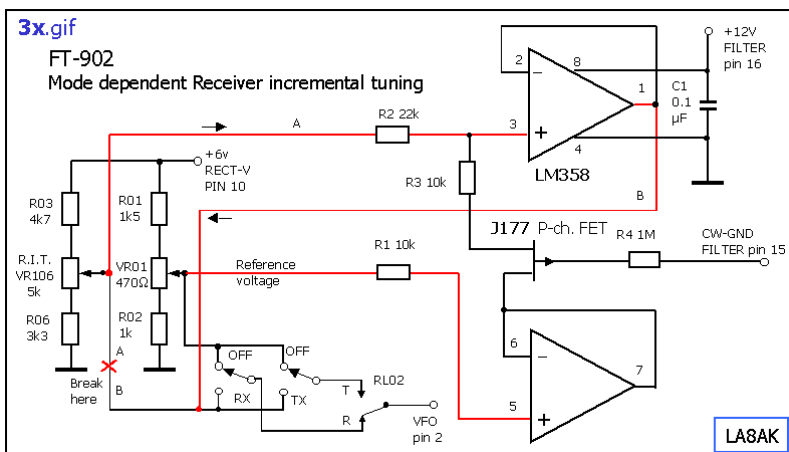 3x.gif
FT-902
Mode dependent Receiver incremental tuning
+12V
FILTER
pin 16
2
8
1
C1
0.1
µF
R2 22k
A
3
4
LM358
+6v
RECT-V
PIN 10
R3 10k
B
R03
4k7
R01
1k5
J177 P-ch. FET
R4 1M
CW-GND
FILTER pin 15
R.I.T.
VR106
5k
VR01
470Ω
Reference
voltage
R1 10k
R06
3k3
R02
1k
6
7
5
A
B
Break
here
OFF
OFF
RX
TX
T
R
RL02
VFO
pin 2
LA8AK